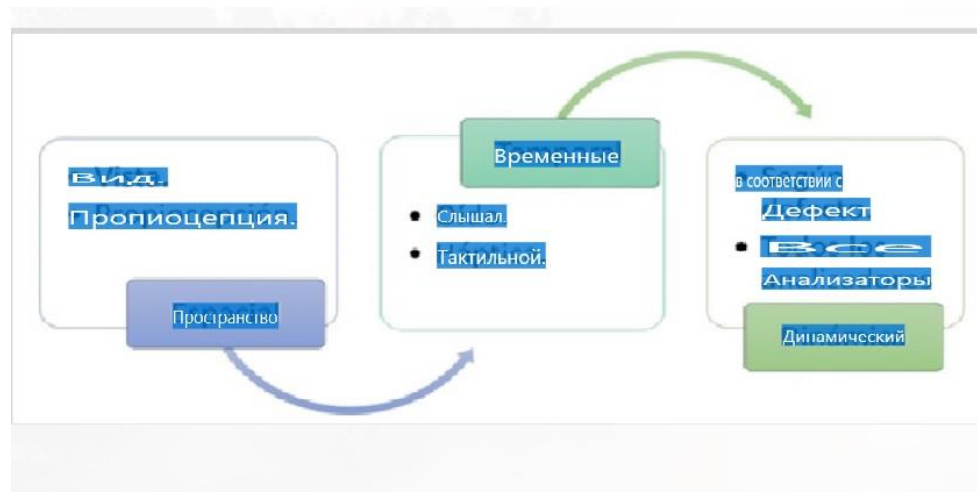 Вид.
Пропиоцепция.
Пространство
Временные
Слышал.
Тактильной.
в соответствии с
Дефект
Все
Анализаторы
Динамический